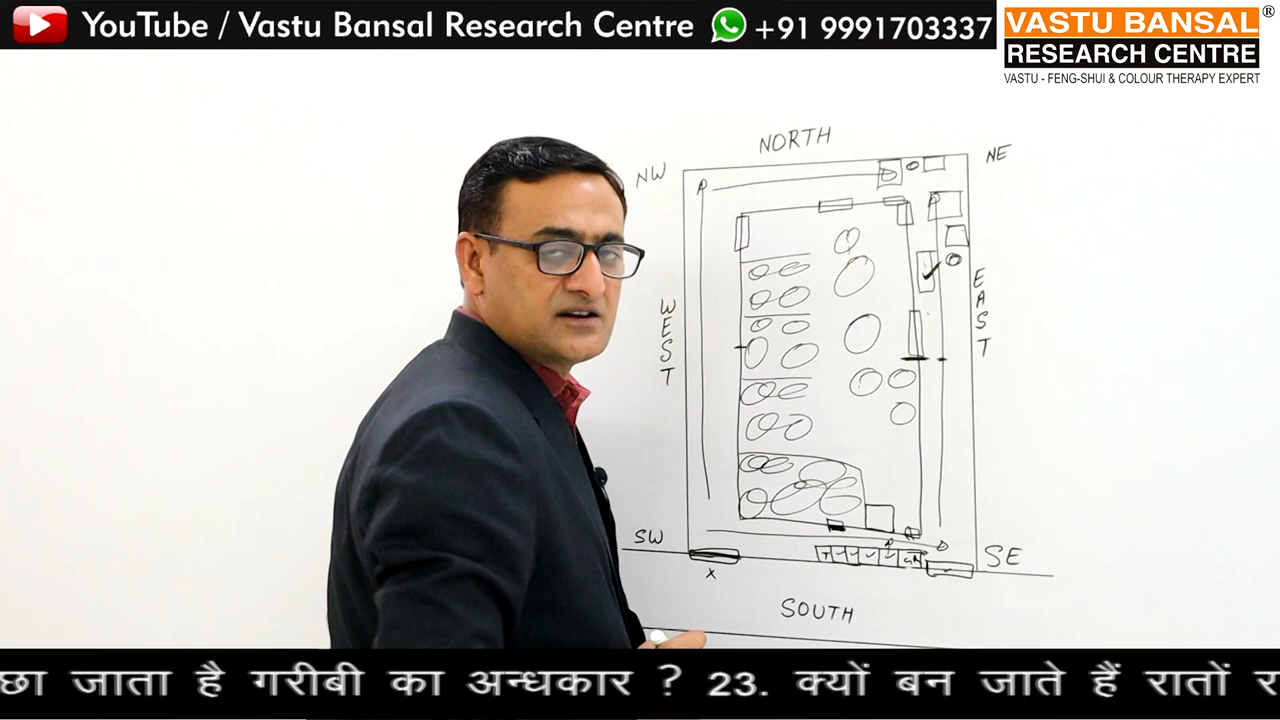 YouTube / Vastu Bansal Research Centre +91 9991703337
VASTU BANSAL®
RESEARCH CENTRE
VASTU - FENG-SHUI & COLOUR THERAPY EXPERT
NORTH
NW
NE
WEST
EAST
SW
SE
X
SOUTH
छा जाता है गरीबी का अन्धकार ? 23. क्यों बन जाते हैं रातों रा